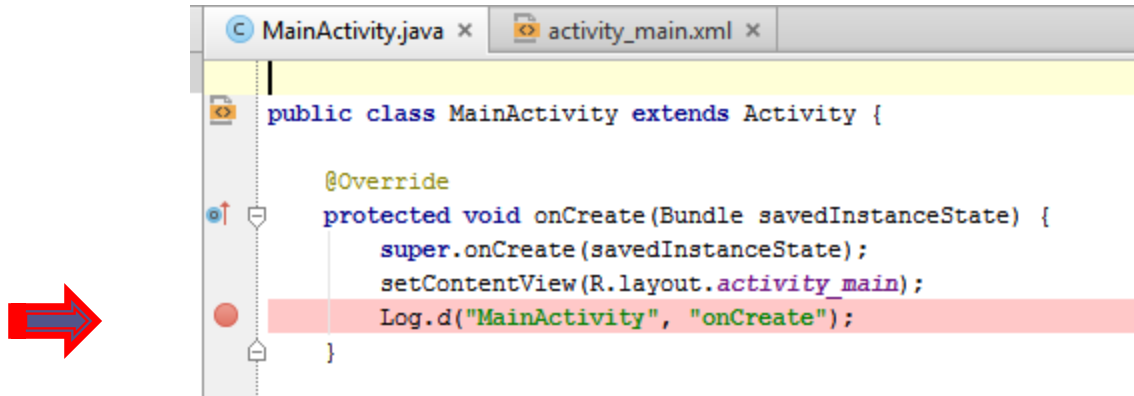 MainActivity.java × activity_main.xml ×
public class MainActivity extends Activity {
@Override
protected void onCreate(Bundle savedInstanceState) {
super.onCreate(savedInstanceState);
setContentView(R.layout.activity_main);
Log.d("MainActivity", "onCreate");
}